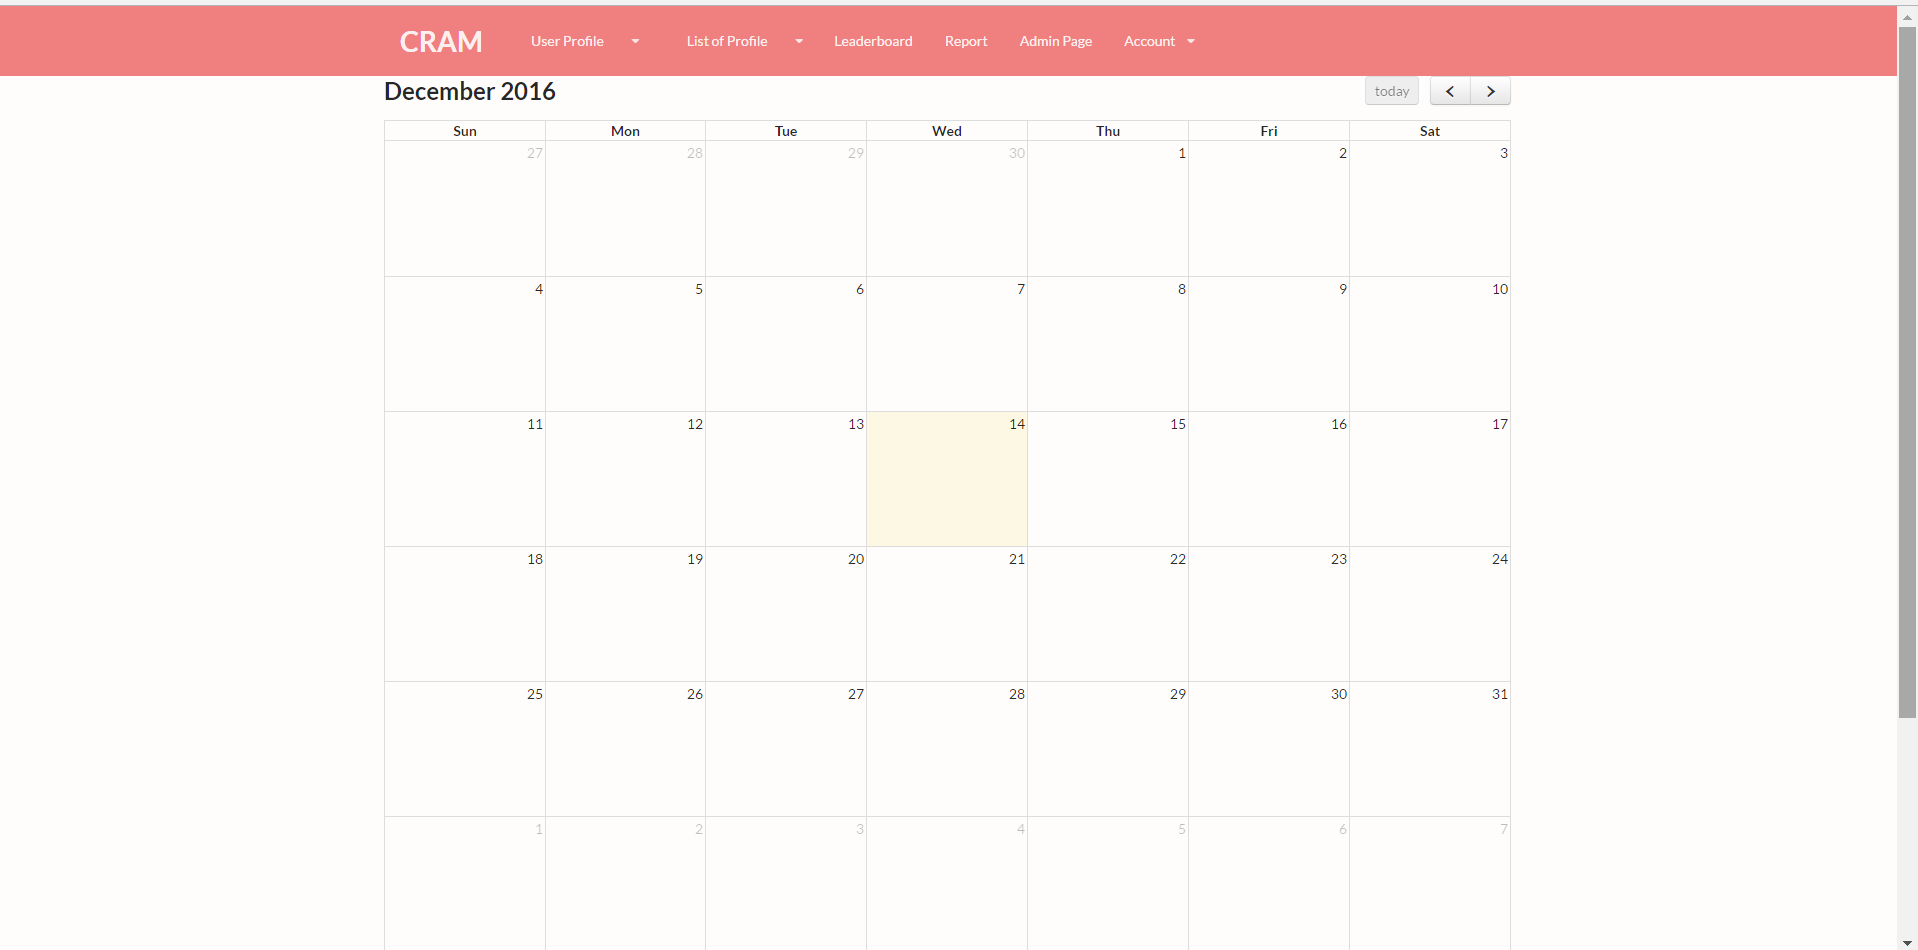 CRAM User Profile List of Profile Leaderboard Report Admin Page Account
December 2016 today
Sun Mon Tue Wed Thu Fri Sat
27 28 29 30 1 2 3
4 5 6 7 8 9 10
11 12 13 14 15 16 17
18 19 20 21 22 23 24
25 26 27 28 29 30 31
1 2 3 4 5 6 7